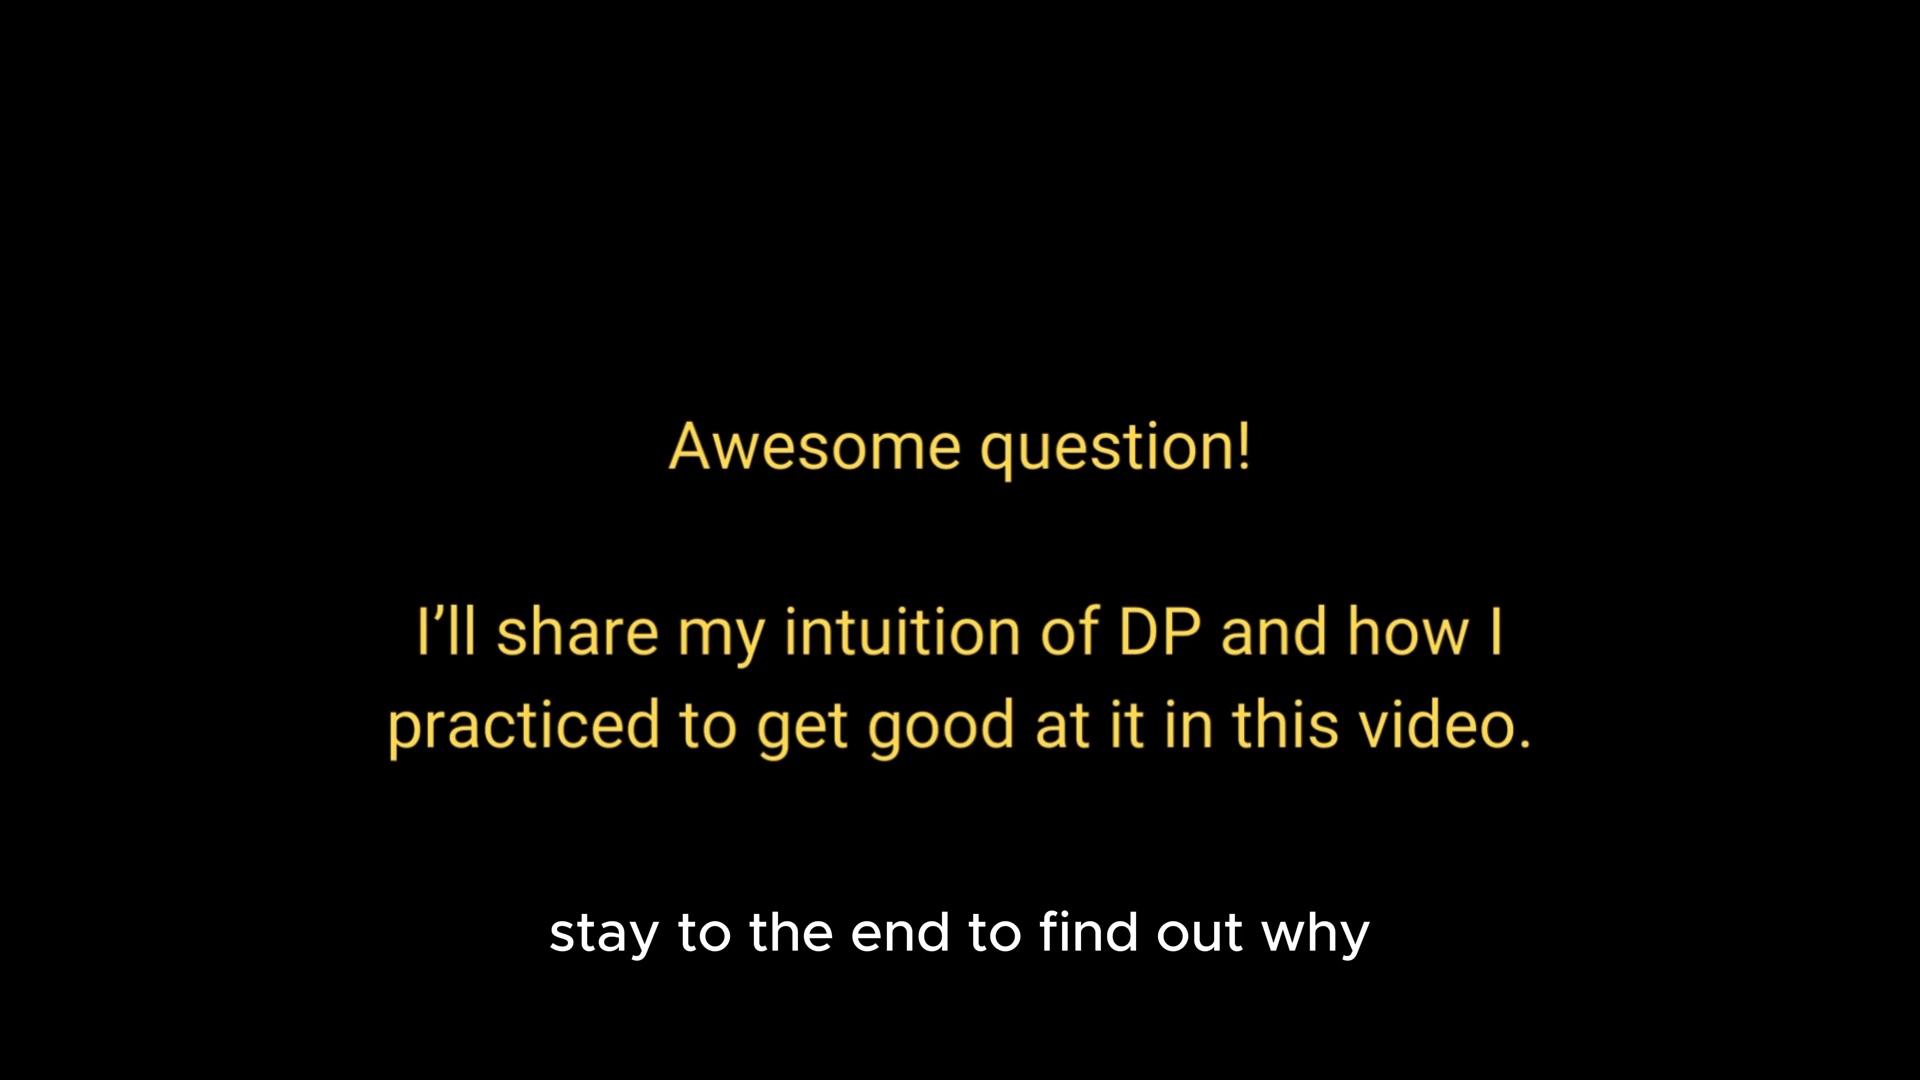 Awesome question!
I’ll share my intuition of DP and how I
practiced to get good at it in this video.
stay to the end to find out why